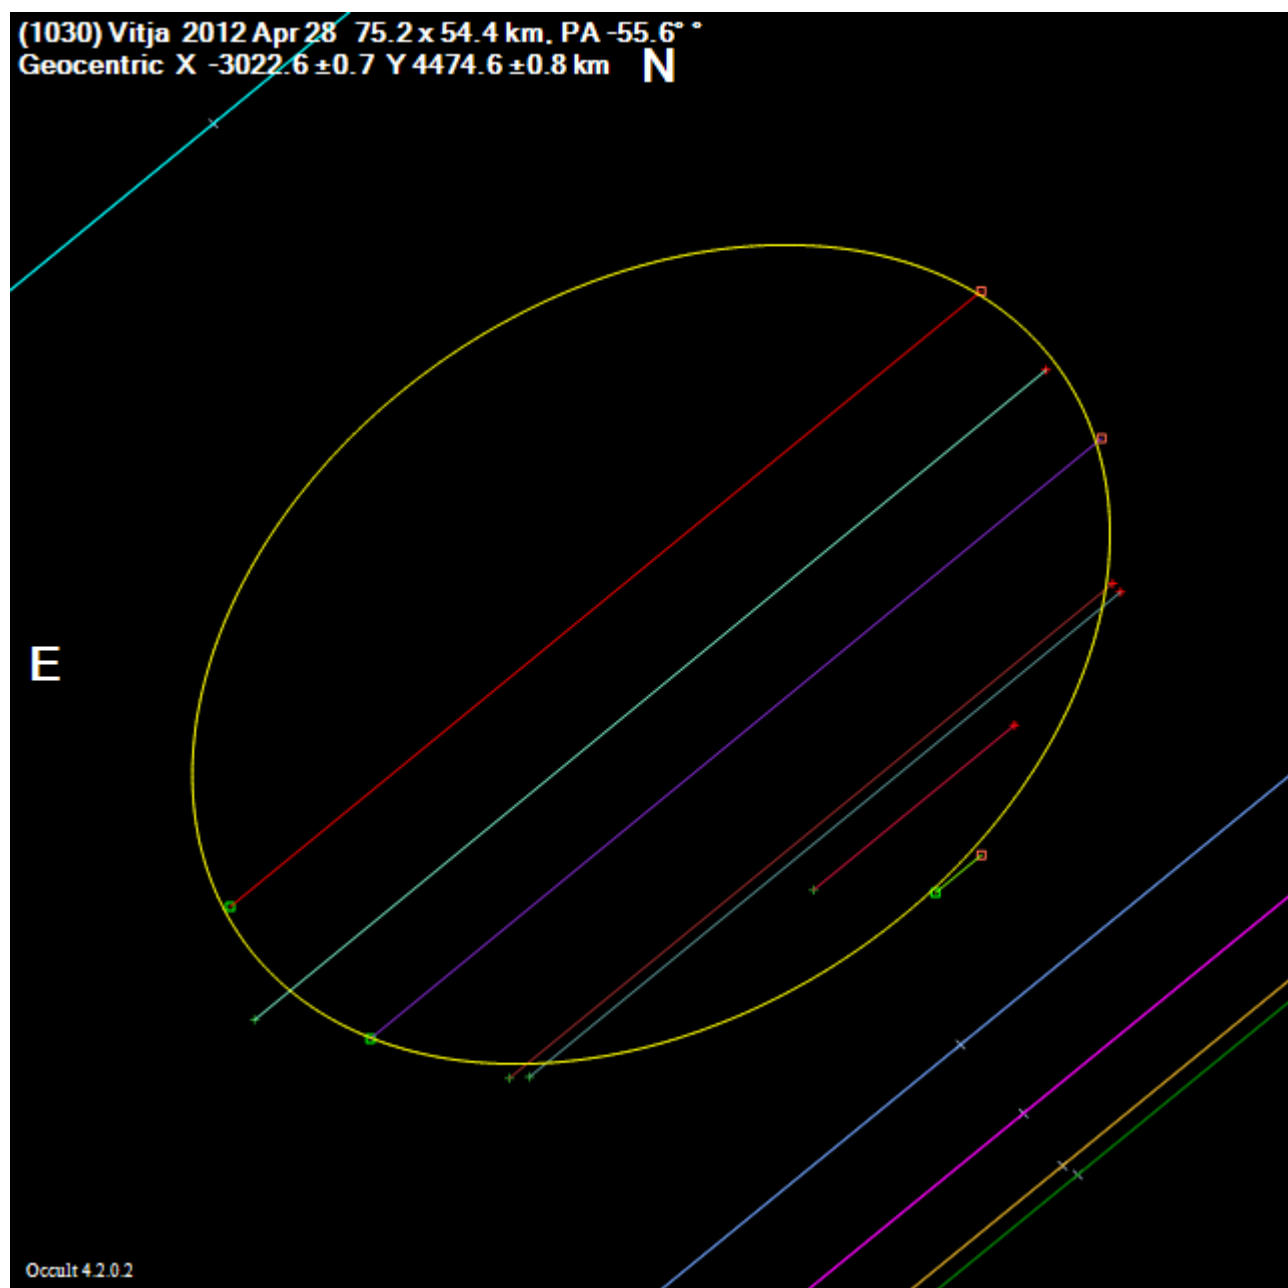 (1030) Vitja 2012 Apr 28 75.2 x 54.4 km, PA -55.6° °
Geocentric X -3022.6 ±0.7 Y 4474.6 ±0.8 km
N
E
Occult 4.2.0.2